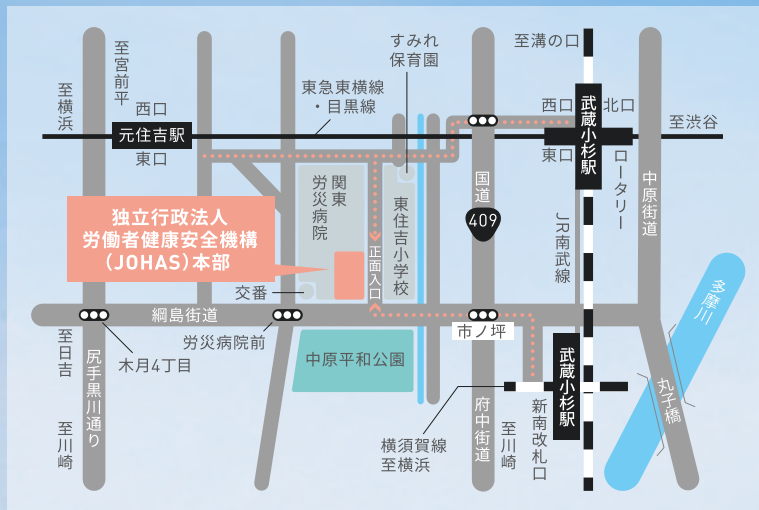 至宮前平
至横浜
西口
元住吉駅
東口
東急東横線
・目黒線
すみれ
保育園
至溝の口
西口
北口
武蔵小杉駅
東口
ロータリー
至渋谷
中原街道
国道
409
JR南武線
関東
労災病院
東住吉小学校
正面入口
独立行政法人
労働者健康安全機構
（JOHAS）本部
交番
綱島街道
労災病院前
木月4丁目
至日吉
尻手黒川通り
至川崎
中原平和公園
市ノ坪
府中街道
至川崎
横須賀線
至横浜
新南改札口
武蔵小杉駅
多摩川
丸子橋